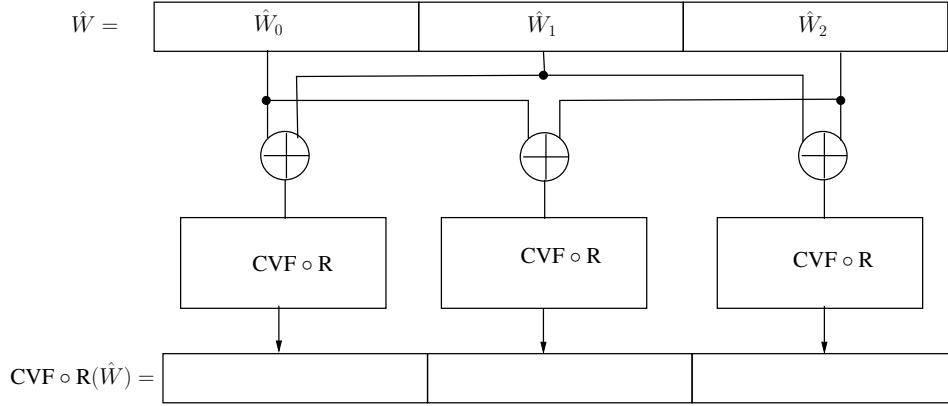 Ŵ = Ŵ₀ Ŵ₁ Ŵ₂
CVF ∘ R CVF ∘ R CVF ∘ R
CVF ∘ R(Ŵ) =